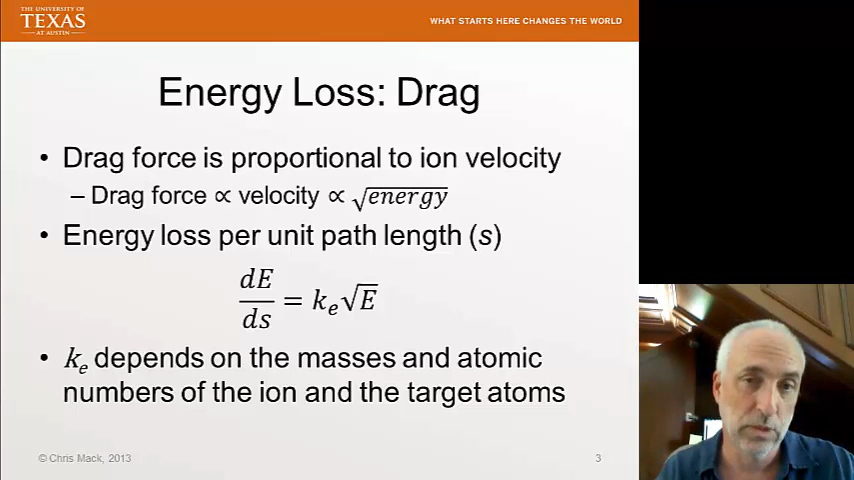 THE UNIVERSITY OF
TEXAS
AT AUSTIN
WHAT STARTS HERE CHANGES THE WORLD
Energy Loss: Drag
• Drag force is proportional to ion velocity
– Drag force ∝ velocity ∝ √energy
• Energy loss per unit path length (s)
dE/ds = kₑ√E
• kₑ depends on the masses and atomic
numbers of the ion and the target atoms
© Chris Mack, 2013
3